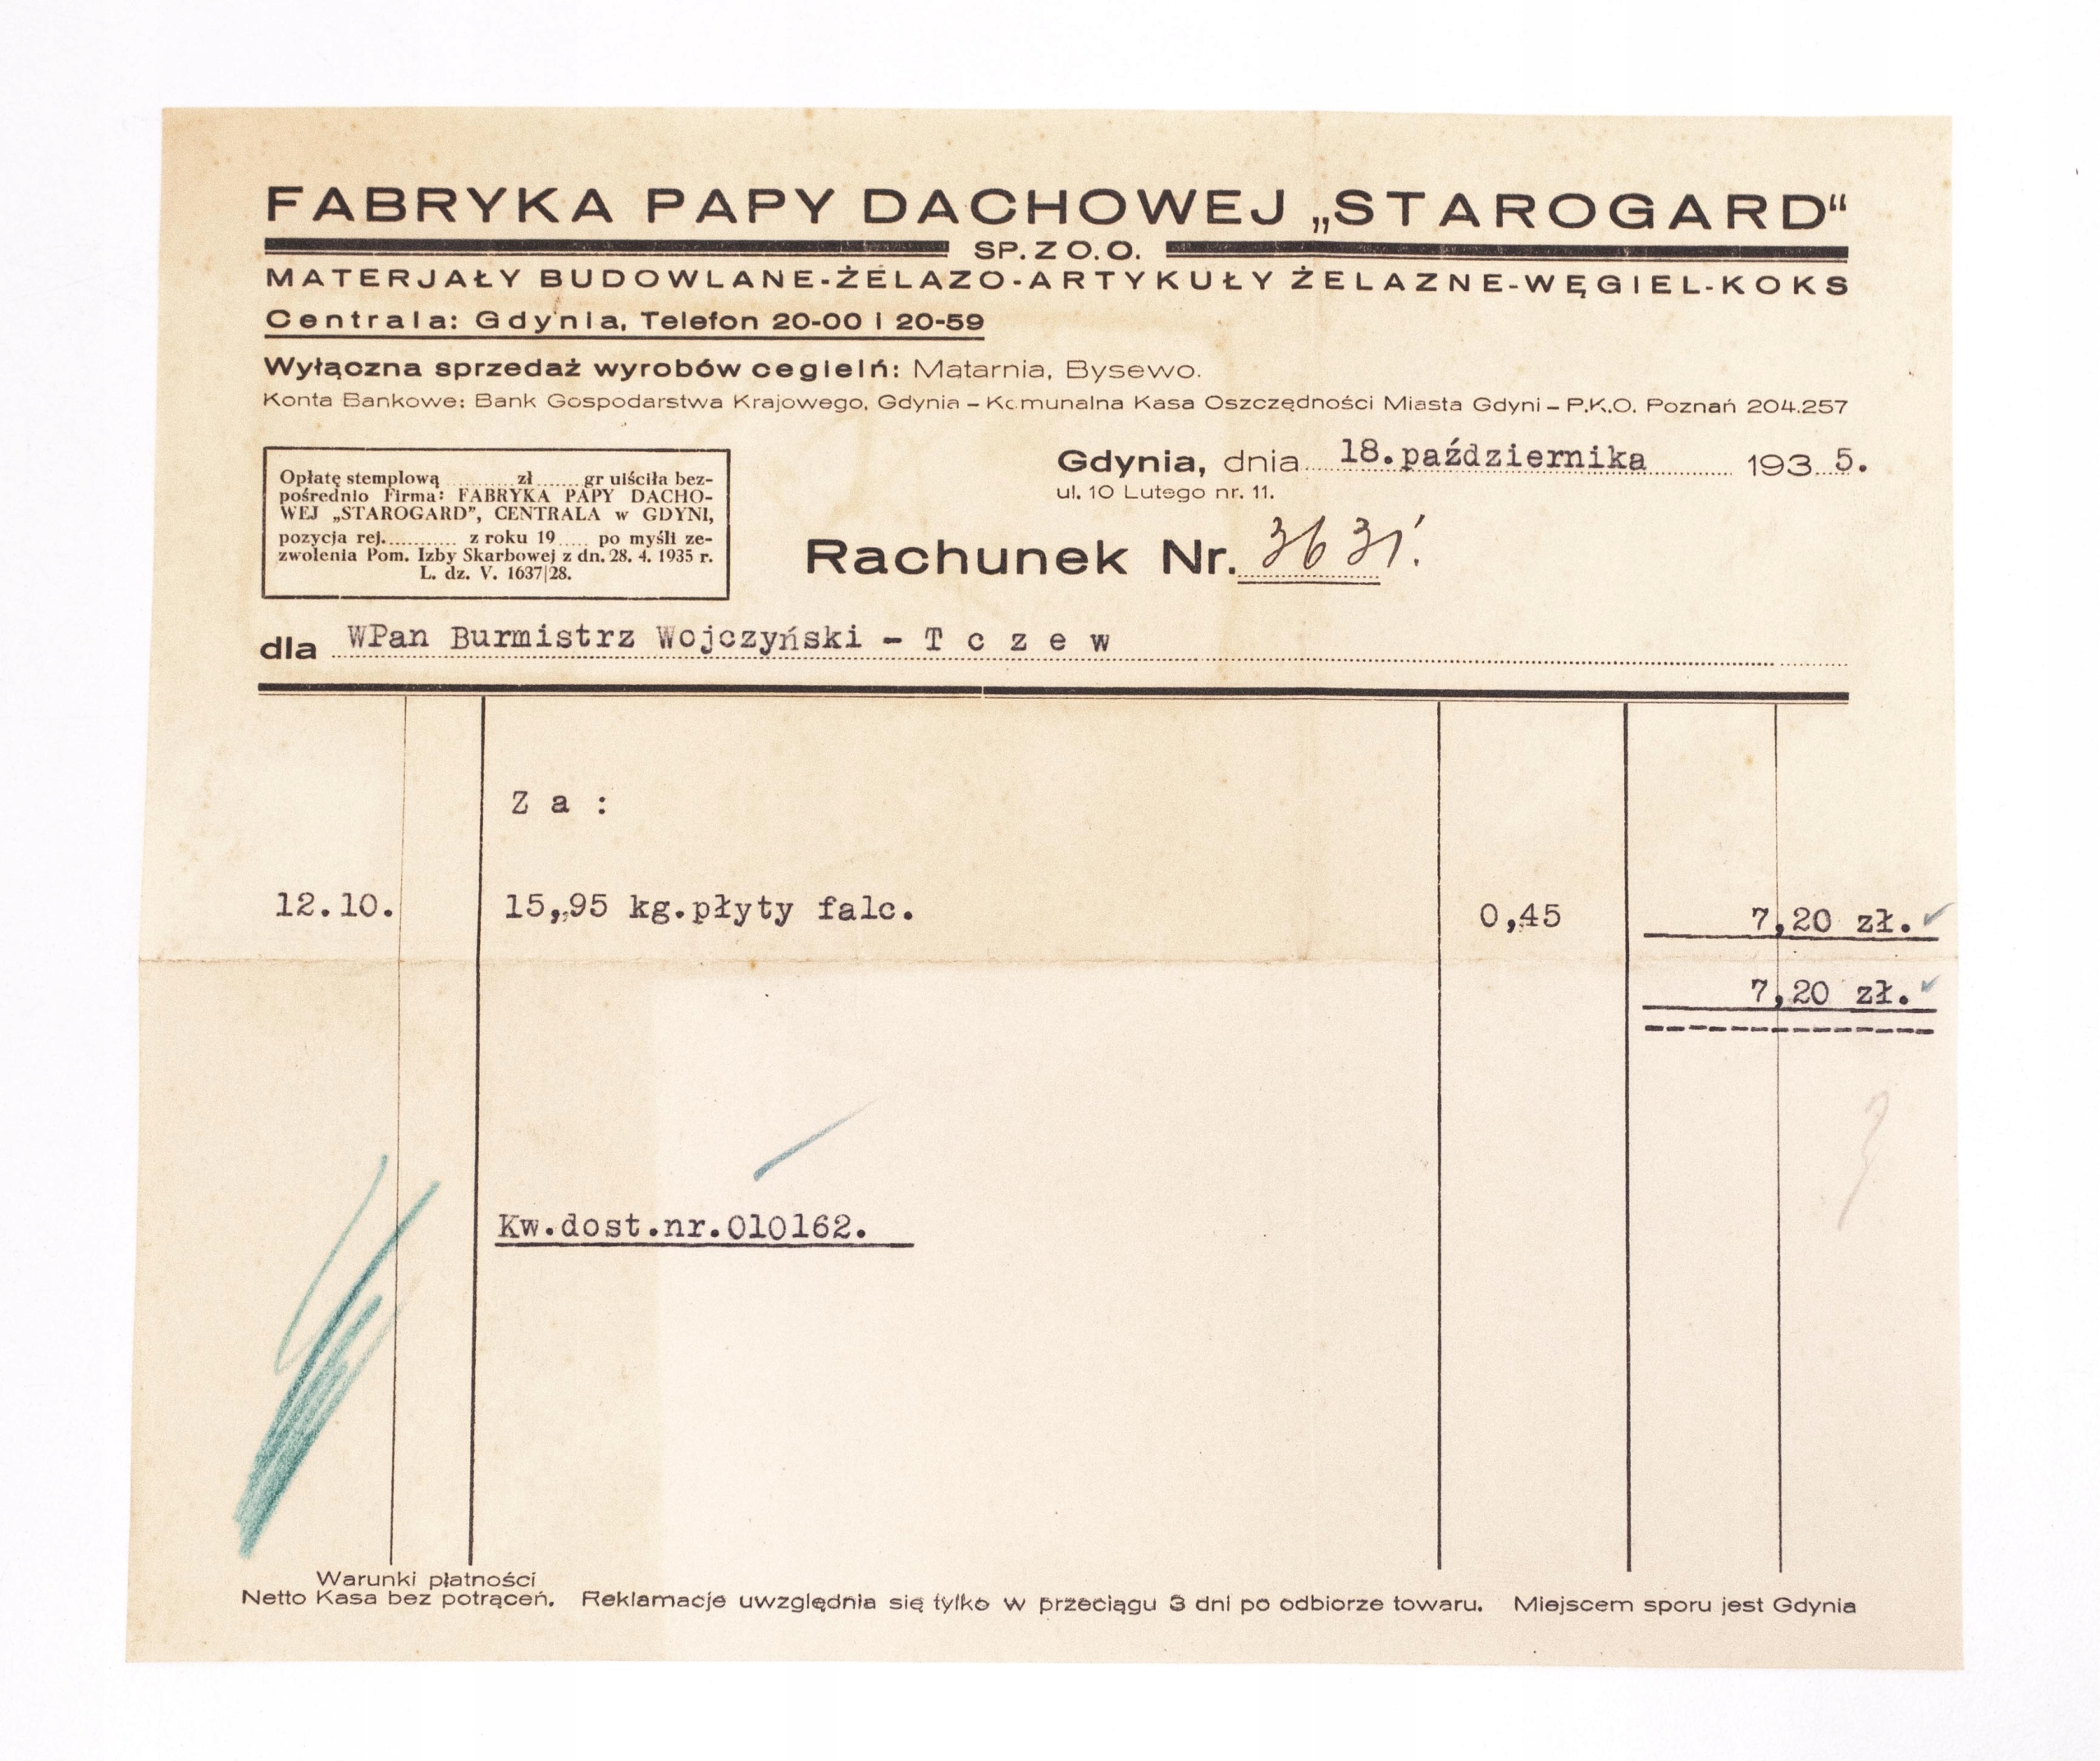 FABRYKA PAPY DACHOWEJ „STAROGARD“
SP. Z O.O.
MATERJAŁY BUDOWLANE-ŻELAZO-ARTYKUŁY ŻELAZNE-WĘGIEL-KOKS
Centrala: Gdynia, Telefon 20-00 i 20-59
Wyłączna sprzedaż wyrobów cegielń: Matarnia, Bysewo.
Konta Bankowe: Bank Gospodarstwa Krajowego, Gdynia – Komunalna Kasa Oszczędności Miasta Gdyni – P.K.O. Poznań 204.257
Opłatę stemplową ........ zł ....... gr uiściła bez-
pośrednio Firma: FABRYKA PAPY DACHO-
WEJ „STAROGARD”, CENTRALA w GDYNI,
pozycja rej........... z roku 19..... po myśli ze-
zwolenia Pom. Izby Skarbowej z dn. 28. 4. 1935 r.
L. dz. V. 1637|28.
Gdynia, dnia 18.października 1935.
ul. 10 Lutego nr. 11.
Rachunek Nr. 3631.
dla WPan Burmistrz Wojczyński - T c z e w
Z a :
12.10. 15,95 kg.płyty falc. 0,45 7,20 zł.
7,20 zł.
Kw.dost.nr.010162.
Warunki płatności
Netto Kasa bez potrąceń. Reklamacje uwzględnia się tylko w przeciągu 3 dni po odbiorze towaru. Miejscem sporu jest Gdynia